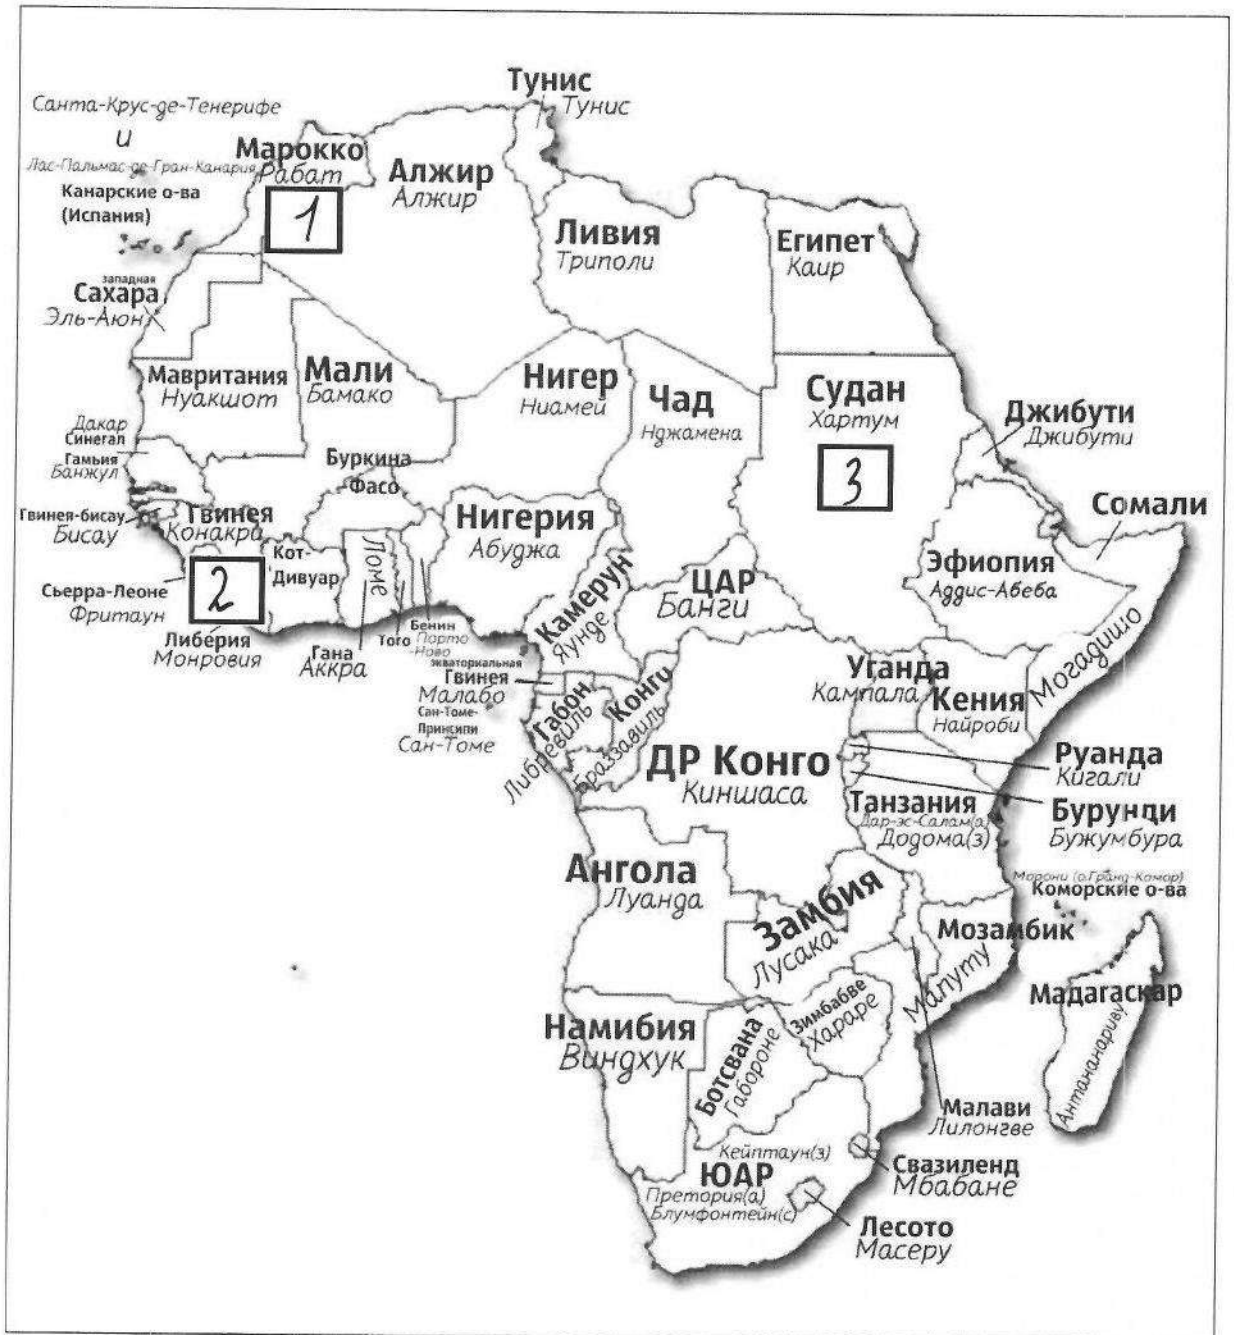 Тунис
Тунис
Санта-Крус-де-Тенерифе
и
Лас-Пальмас-де-Гран-Канария
Канарские о-ва
(Испания)
Марокко
Рабат
1
Алжир
Алжир
Ливия
Триполи
Египет
Каир
западная
Сахара
Эль-Аюн
Мавритания
Нуакшот
Мали
Бамако
Нигер
Ниамей
Чад
Нджамена
Судан
Хартум
3
Джибути
Джибути
Сомали
Могадишо
Дакар
Синегал
Гамьия
Банжул
Гвинея-бисау
Бисау
Гвинея
Конакра
Буркина
Фасо
Нигерия
Абуджа
Кот-
Дивуар
2
Ломе
Сьерра-Леоне
Фритаун
Либерия
Монровия
Гана
Аккра
Того
Бенин
Порто
-Ново
Камерун
Яунде
ЦАР
Банги
Эфиопия
Аддис-Абеба
экваториальная
Гвинея
Малабо
Сан-Томе-
Принсипи
Сан-Томе
Габон
Либревиль
Конго
Браззавиль
ДР Конго
Киншаса
Уганда
Кампала
Кения
Найроби
Руанда
Кигали
Бурунди
Бужумбура
Танзания
Дар-эс-Салам(а)
Додома(з)
Морони (о.Гранд-Комор)
Коморские о-ва
Ангола
Луанда
Замбия
Лусака
Мозамбик
Мапуту
Мадагаскар
Антананариву
Зимбабве
Хараре
Намибия
Виндхук
Ботсвана
Габороне
Малави
Лилонгве
Кейптаун(з)
ЮАР
Претория(а)
Блумфонтейн(с)
Свазиленд
Мбабане
Лесото
Масеру